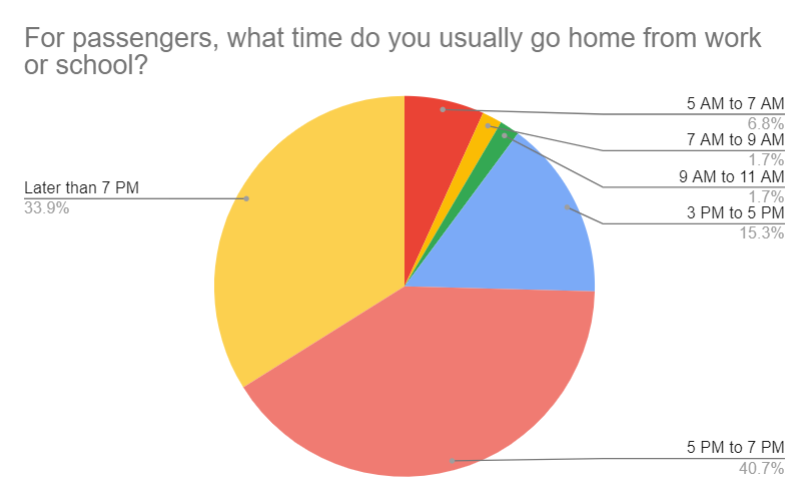 For passengers, what time do you usually go home from work
or school?
5 AM to 7 AM
6.8%
7 AM to 9 AM
1.7%
9 AM to 11 AM
1.7%
3 PM to 5 PM
15.3%
Later than 7 PM
33.9%
5 PM to 7 PM
40.7%